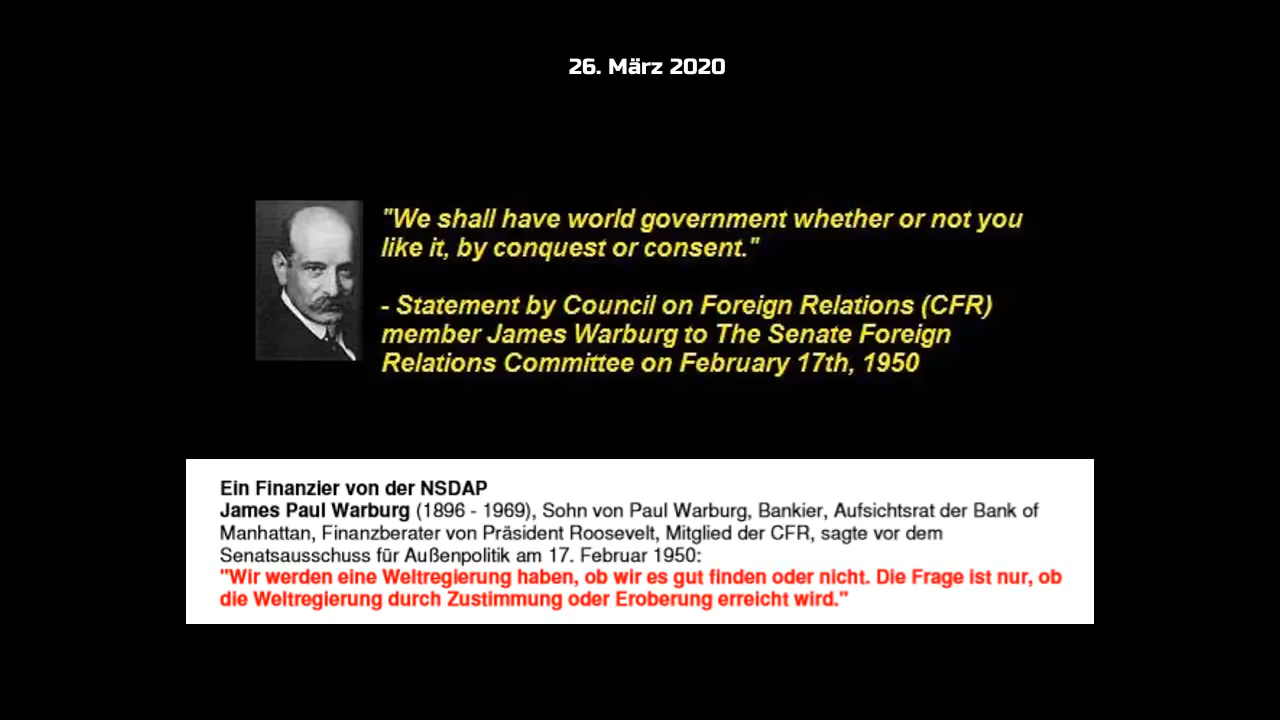 26. März 2020
"We shall have world government whether or not you
like it, by conquest or consent."
- Statement by Council on Foreign Relations (CFR)
member James Warburg to The Senate Foreign
Relations Committee on February 17th, 1950
Ein Finanzier von der NSDAP
James Paul Warburg (1896 - 1969), Sohn von Paul Warburg, Bankier, Aufsichtsrat der Bank of
Manhattan, Finanzberater von Präsident Roosevelt, Mitglied der CFR, sagte vor dem
Senatsausschuss für Außenpolitik am 17. Februar 1950:
"Wir werden eine Weltregierung haben, ob wir es gut finden oder nicht. Die Frage ist nur, ob
die Weltregierung durch Zustimmung oder Eroberung erreicht wird."